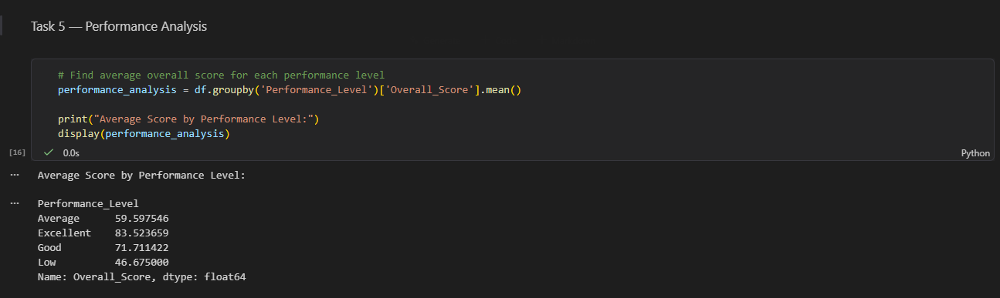 Task 5 — Performance Analysis
# Find average overall score for each performance level
performance_analysis = df.groupby('Performance_Level')['Overall_Score'].mean()
print("Average Score by Performance Level:")
display(performance_analysis)
[16] ✓ 0.0s Python
... Average Score by Performance Level:
... Performance_Level
Average 59.597546
Excellent 83.523659
Good 71.711422
Low 46.675000
Name: Overall_Score, dtype: float64